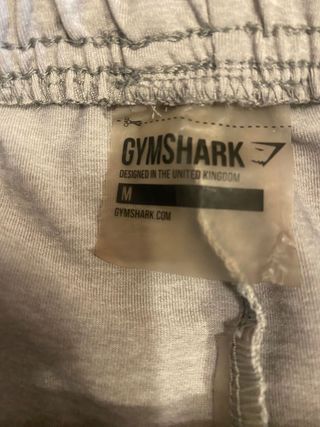 GYMSHARK
DESIGNED IN THE UNITED KINGDOM
M
GYMSHARK.COM